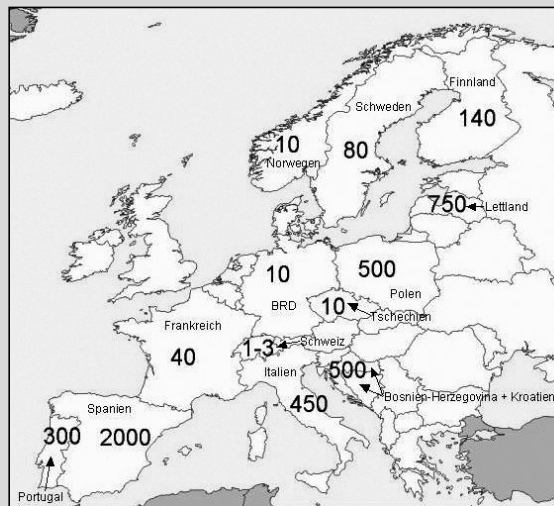 Finnland
140
Schweden
80
10
Norwegen
750
Lettland
10
BRD
500
Polen
10
Tschechien
Frankreich
40
1-3
Schweiz
Italien
450
500
Bosnien-Herzegovina + Kroatien
Spanien
300
2000
Portugal